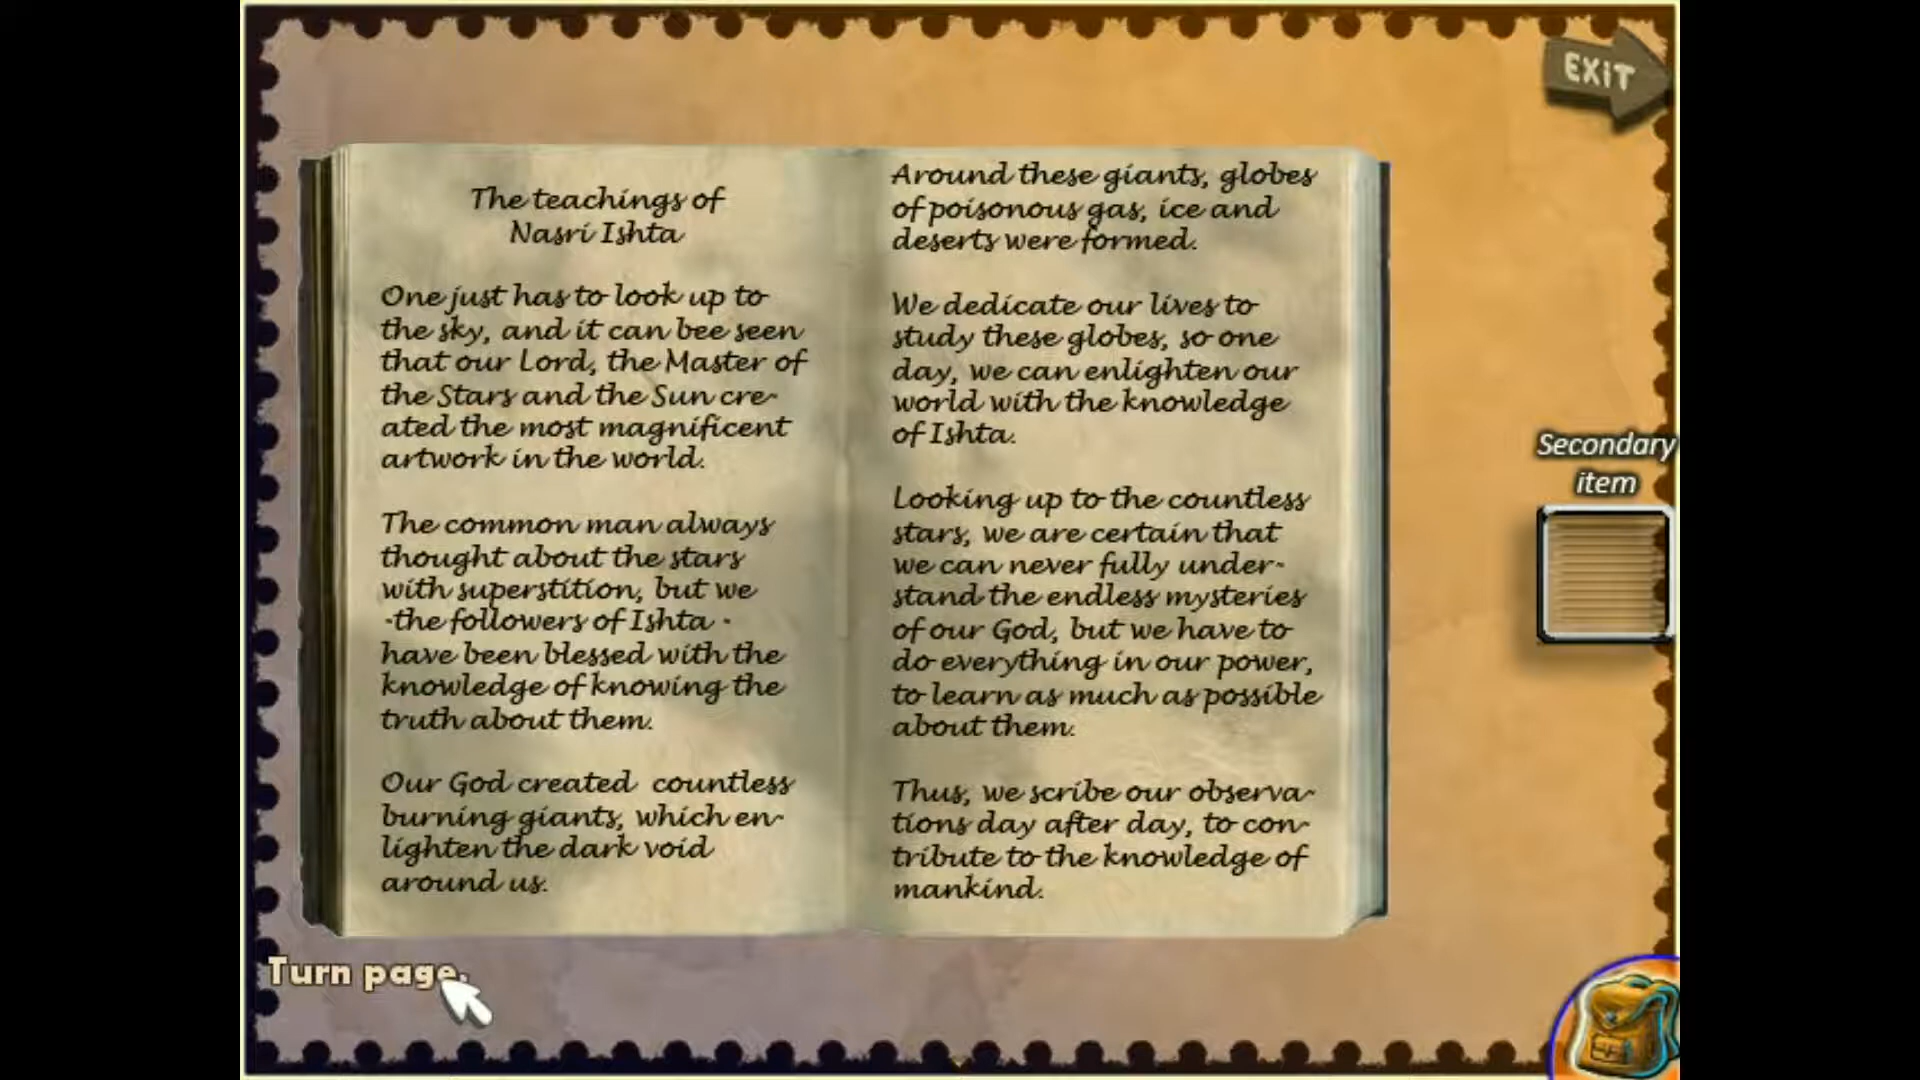 EXIT
The teachings of
Nasri Ishta
One just has to look up to
the sky, and it can bee seen
that our Lord, the Master of
the Stars and the Sun cre-
ated the most magnificent
artwork in the world.
The common man always
thought about the stars
with superstition, but we
-the followers of Ishta -
have been blessed with the
knowledge of knowing the
truth about them.
Our God created countless
burning giants, which en-
lighten the dark void
around us.
Around these giants, globes
of poisonous gas, ice and
deserts were formed.
We dedicate our lives to
study these globes, so one
day, we can enlighten our
world with the knowledge
of Ishta.
Looking up to the countless
stars, we are certain that
we can never fully under-
stand the endless mysteries
of our God, but we have to
do everything in our power,
to learn as much as possible
about them.
Thus, we scribe our observa-
tions day after day, to con-
tribute to the knowledge of
mankind.
Secondary
item
Turn page.